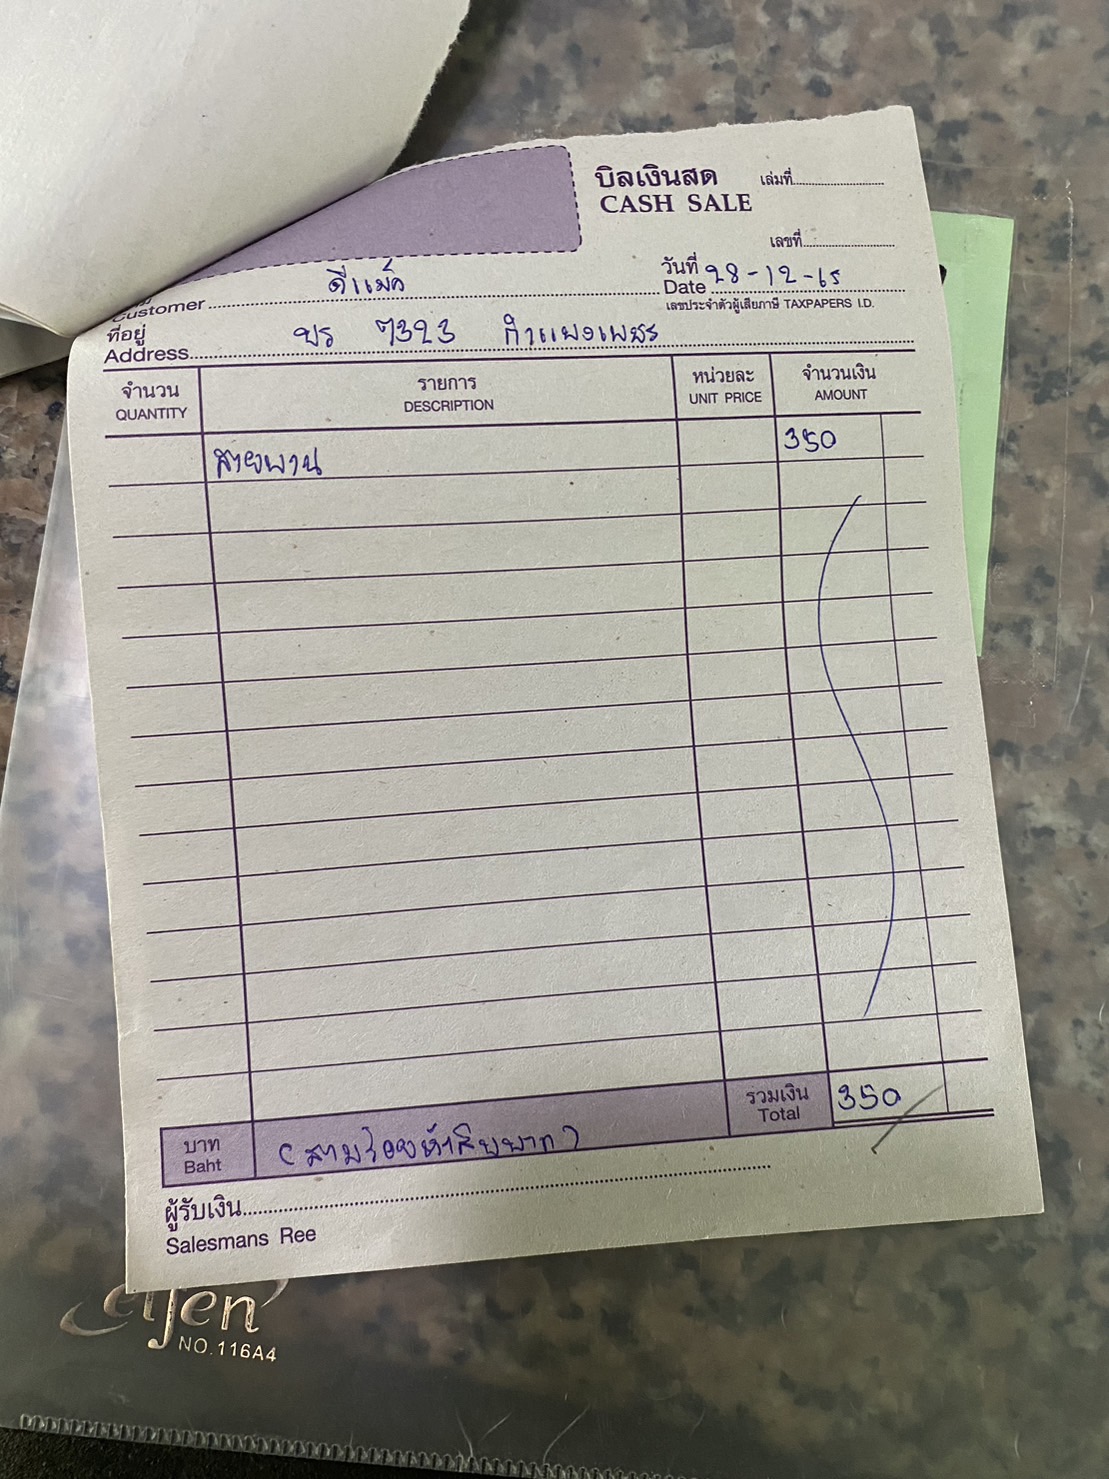 บิลเงินสด เล่มที่
CASH SALE
เลขที่
Customer ดีแม็ก วันที่ 28-12-65
Date
เลขประจำตัวผู้เสียภาษี TAXPAPERS I.D.
ที่อยู่ บร 7323 กำแพงเพชร
Address
จำนวน รายการ หน่วยละ จำนวนเงิน
QUANTITY DESCRIPTION UNIT PRICE AMOUNT
สายพาน 350
บาท (สามร้อยห้าสิบบาท) รวมเงิน 350
Baht Total
ผู้รับเงิน
Salesmans Ree
elfen
NO.116A4